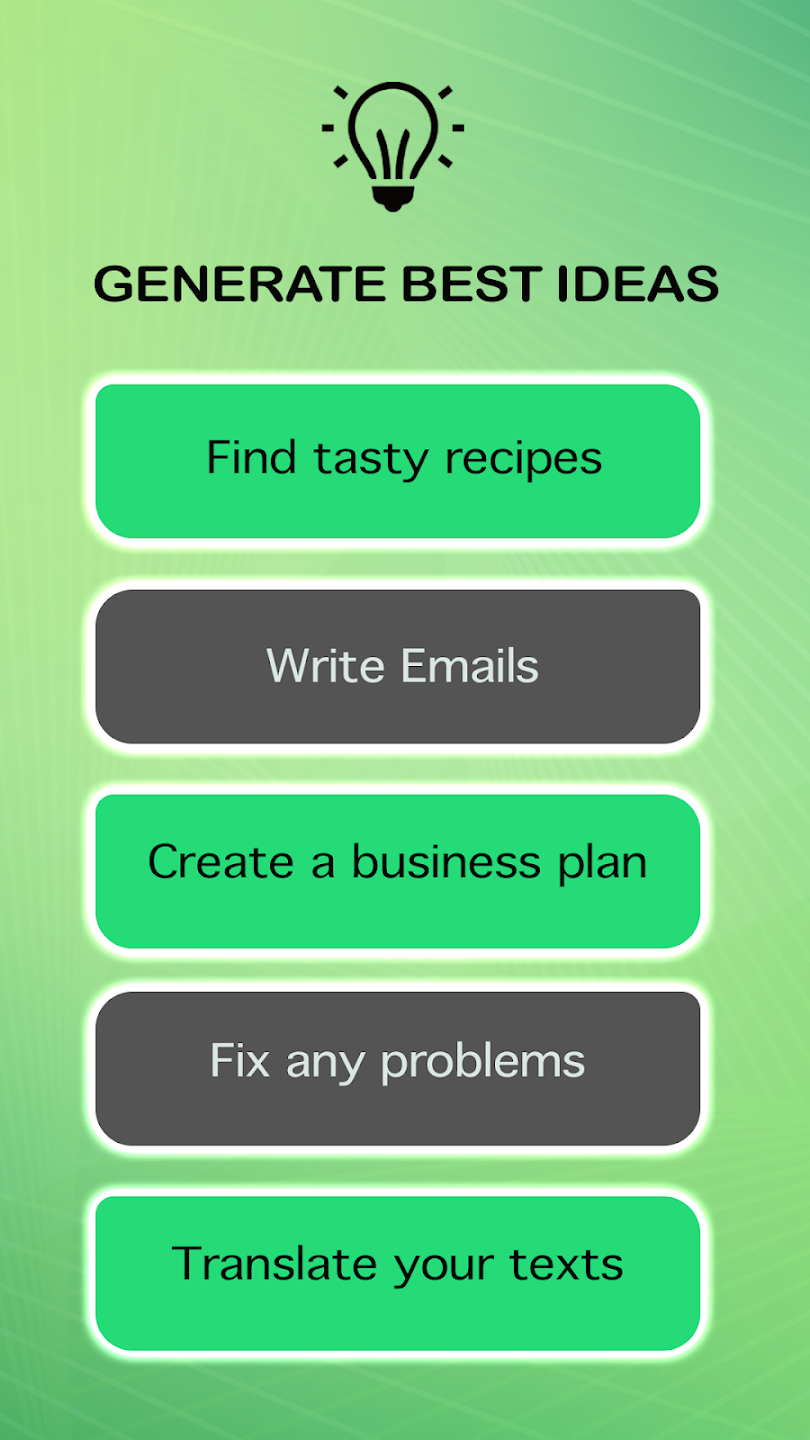 GENERATE BEST IDEAS
Find tasty recipes
Write Emails
Create a business plan
Fix any problems
Translate your texts